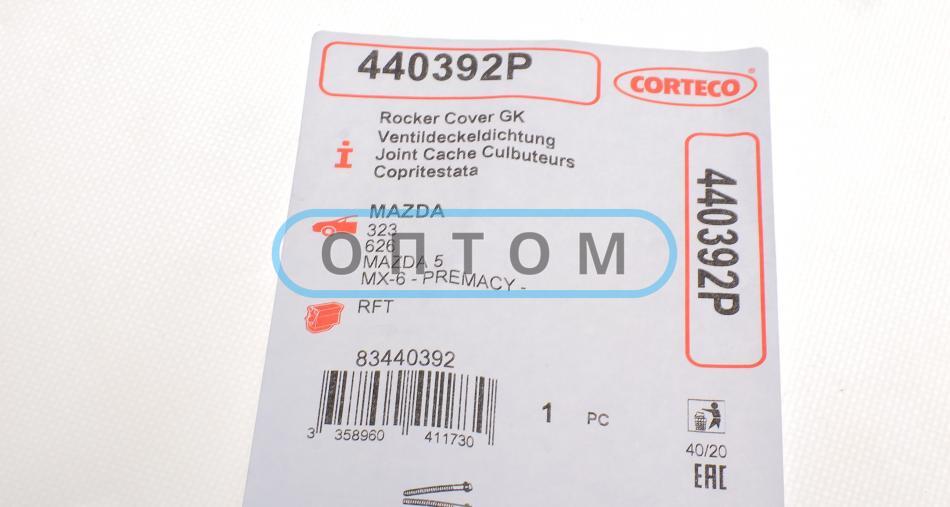 440392P
CORTECO®
Rocker Cover GK
Ventildeckeldichtung
Joint Cache Culbuteurs
Copritestata
440392P
MAZDA
323
626
MAZDA 5
MX-6 - PREMACY -
ОПТОМ
RFT
83440392
3 358960 411730
1 PC
40/20
EAC